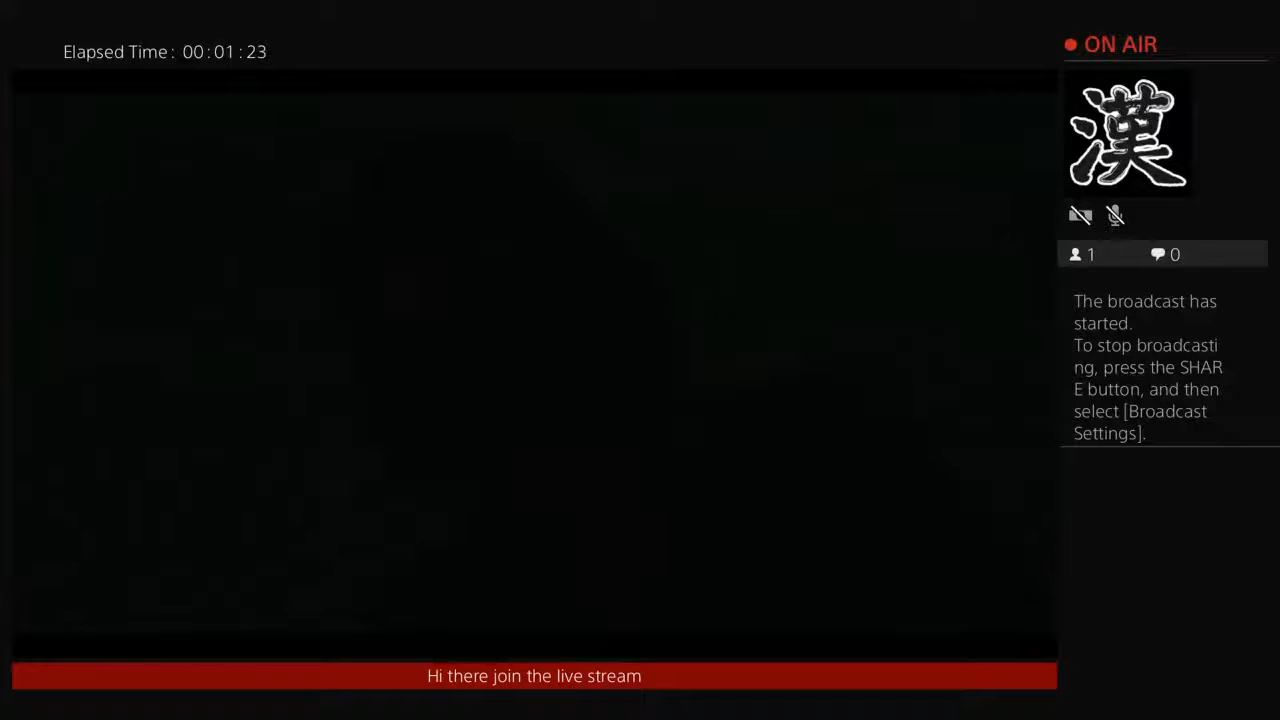 Elapsed Time: 00:01:23
ON AIR
漢
1 0
The broadcast has
started.
To stop broadcasti
ng, press the SHAR
E button, and then
select [Broadcast
Settings].
Hi there join the live stream